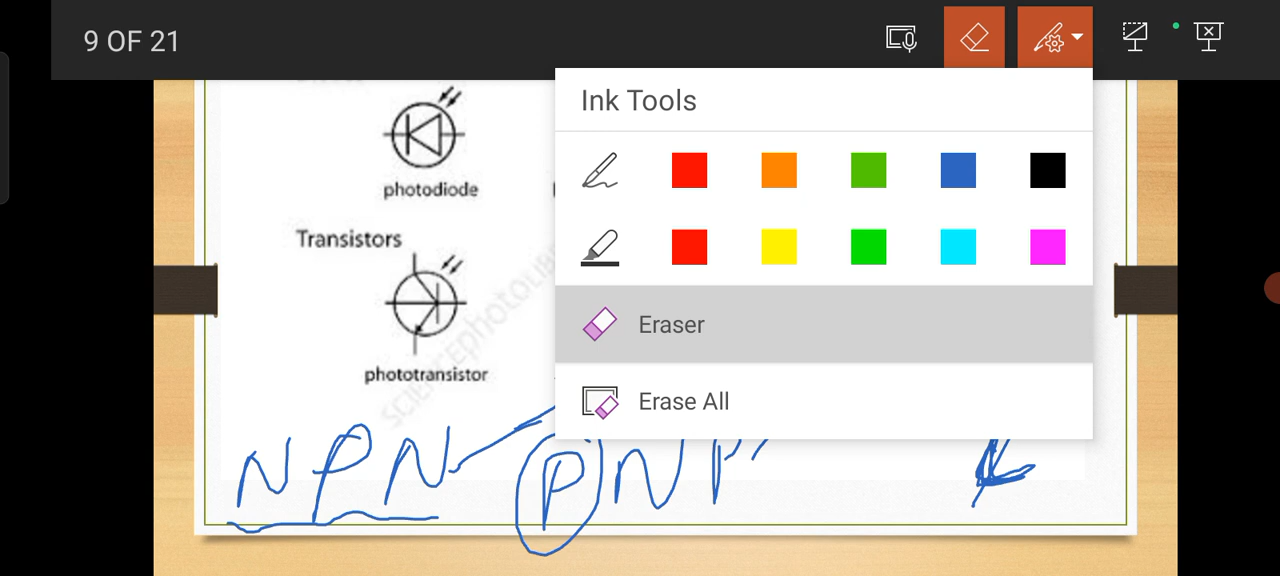 9 OF 21
Ink Tools
photodiode
Transistors
Eraser
phototransistor
Erase All
NPN PNP